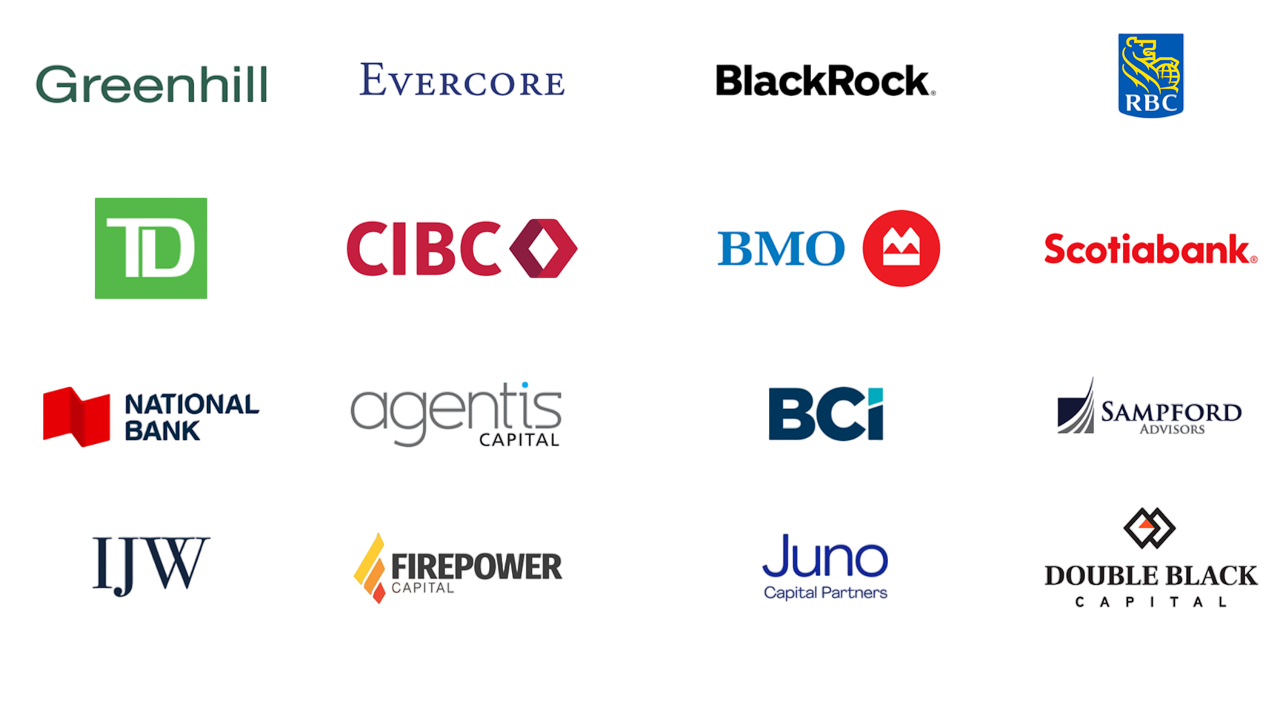 Greenhill
EVERCORE
BlackRock®
RBC
TD
CIBC
BMO
Scotiabank®
NATIONAL
BANK
agentis
CAPITAL
BCi
SAMPFORD
ADVISORS
IJW
FIREPOWER
CAPITAL
Juno
Capital Partners
DOUBLE BLACK
CAPITAL